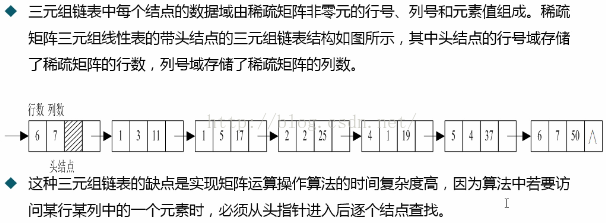 三元组链表中每个结点的数据域由稀疏矩阵非零元的行号、列号和元素值组成。稀疏
矩阵三元组线性表的带头结点的三元组链表结构如图所示，其中头结点的行号域存储
了稀疏矩阵的行数，列号域存储了稀疏矩阵的列数。
http://blog.csdn.net/
行数 列数
6 7 1 3 11 1 5 17 2 2 25 4 1 19 5 4 37 6 7 50 ∧
头结点
这种三元组链表的缺点是实现矩阵运算操作算法的时间复杂度高，因为算法中若要访
问某行某列中的一个元素时，必须从头指针进入后逐个结点查找。